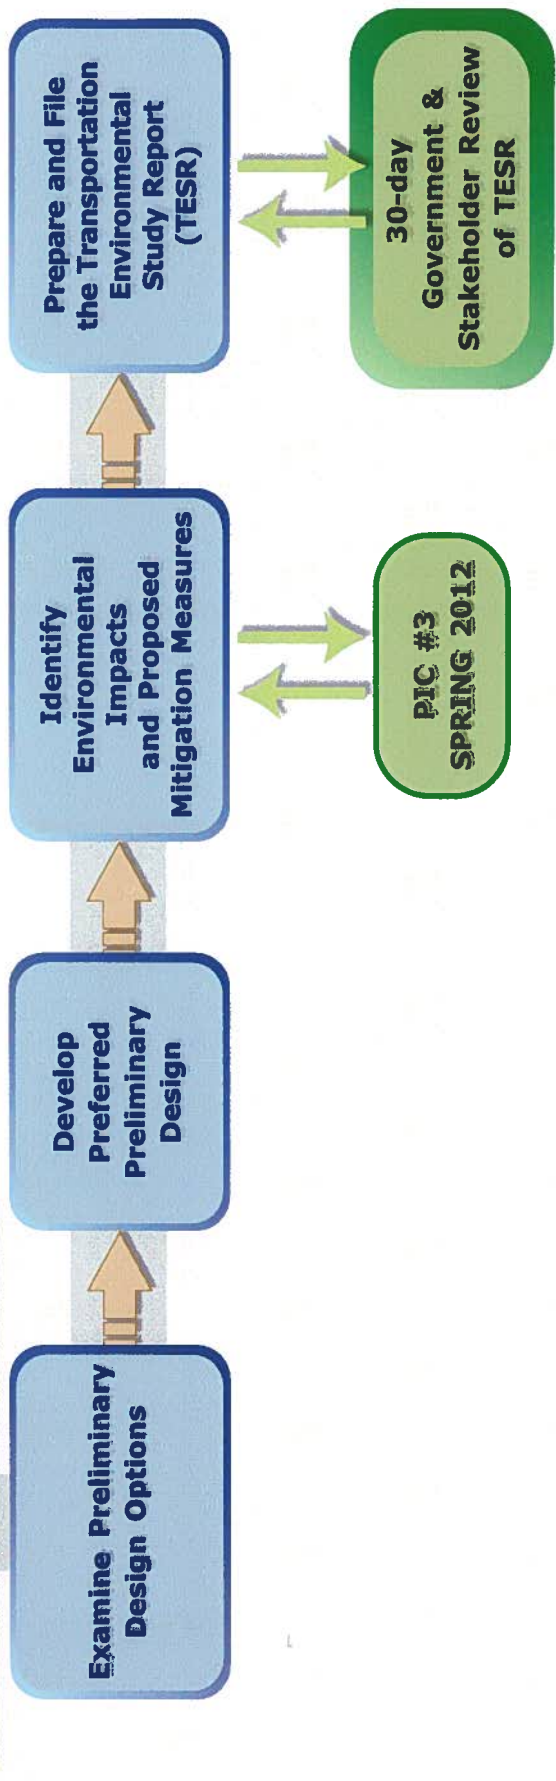 Examine Preliminary
Design Options
Develop
Preferred
Preliminary
Design
Identify
Environmental
Impacts
and Proposed
Mitigation Measures
Prepare and File
the Transportation
Environmental
Study Report
(TESR)
PIC #3
SPRING 2012
30-day
Government &
Stakeholder Review
of TESR